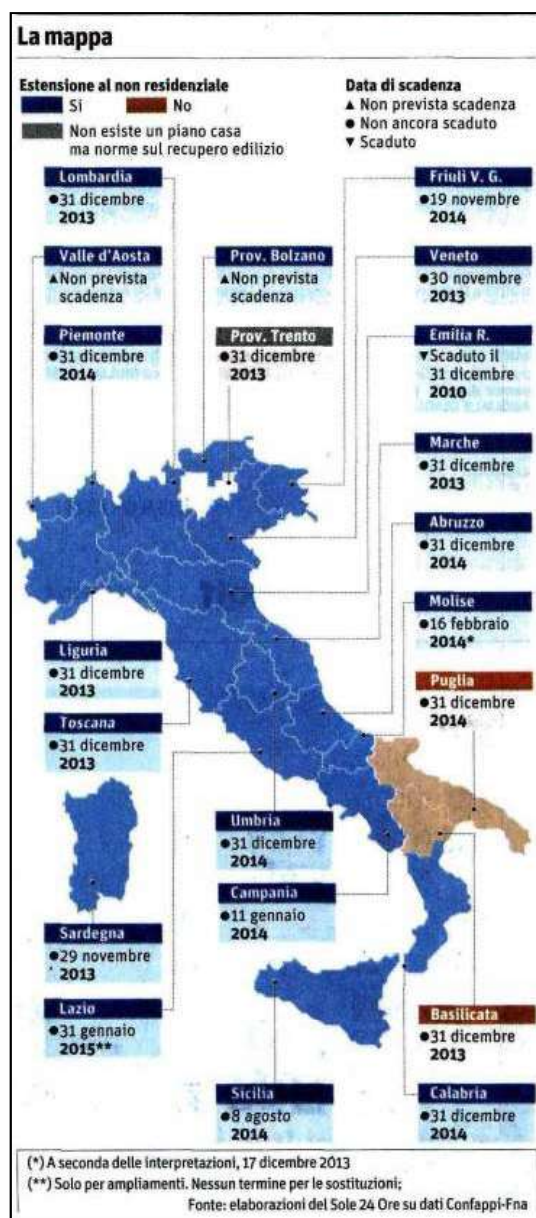 La mappa
Estensione al non residenziale
Si No
Non esiste un piano casa
ma norme sul recupero edilizio
Data di scadenza
▲ Non prevista scadenza
● Non ancora scaduto
▼ Scaduto
Lombardia
●31 dicembre
2013
Friuli V. G.
●19 novembre
2014
Valle d'Aosta
▲Non prevista
scadenza
Prov. Bolzano
▲Non prevista
scadenza
Veneto
●30 novembre
2013
Piemonte
●31 dicembre
2014
Prov. Trento
●31 dicembre
2013
Emilia R.
▼Scaduto il
31 dicembre
2010
Marche
●31 dicembre
2013
Abruzzo
●31 dicembre
2014
Molise
●16 febbraio
2014*
Liguria
●31 dicembre
2013
Puglia
●31 dicembre
2014
Toscana
●31 dicembre
2013
Umbria
●31 dicembre
2014
Campania
●11 gennaio
2014
Sardegna
●29 novembre
2013
Lazio
●31 gennaio
2015**
Basilicata
●31 dicembre
2013
Sicilia
●8 agosto
2014
Calabria
●31 dicembre
2014
(*) A seconda delle interpretazioni, 17 dicembre 2013
(**) Solo per ampliamenti. Nessun termine per le sostituzioni;
Fonte: elaborazioni del Sole 24 Ore su dati Confappi-Fna